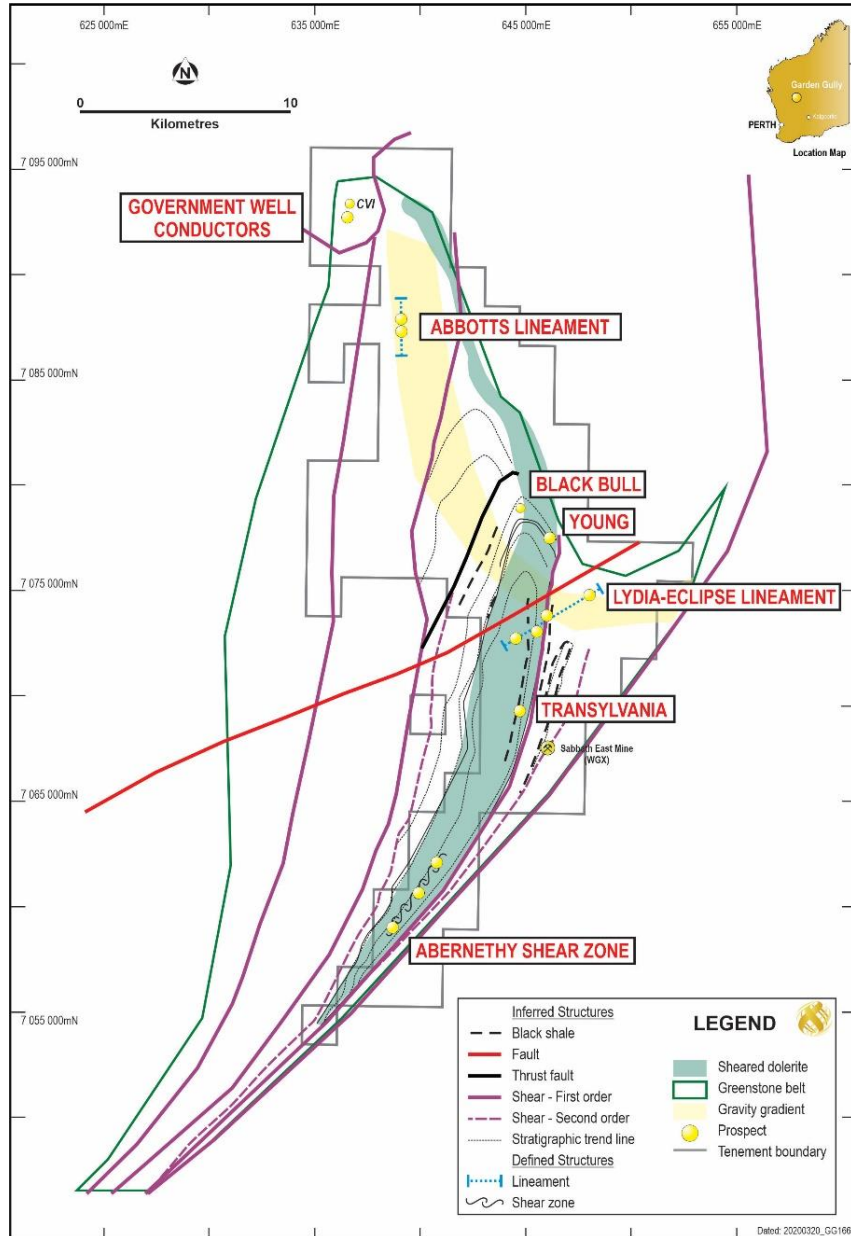 625 000mE
635 000mE
645 000mE
655 000mE
N
0
10
Kilometres
Garden Gully
Kalgoorlie
PERTH
Location Map
7 095 000mN
7 085 000mN
7 075 000mN
7 065 000mN
7 055 000mN
GOVERNMENT WELL
CONDUCTORS
CVI
ABBOTTS LINEAMENT
BLACK BULL
YOUNG
LYDIA-ECLIPSE LINEAMENT
TRANSYLVANIA
Sabbath East Mine
(WGX)
ABERNETHY SHEAR ZONE
LEGEND
Inferred Structures
Black shale
Fault
Thrust fault
Shear - First order
Shear - Second order
Stratigraphic trend line
Defined Structures
Lineament
Shear zone
Sheared dolerite
Greenstone belt
Gravity gradient
Prospect
Tenement boundary
Dated: 20200320_GG166